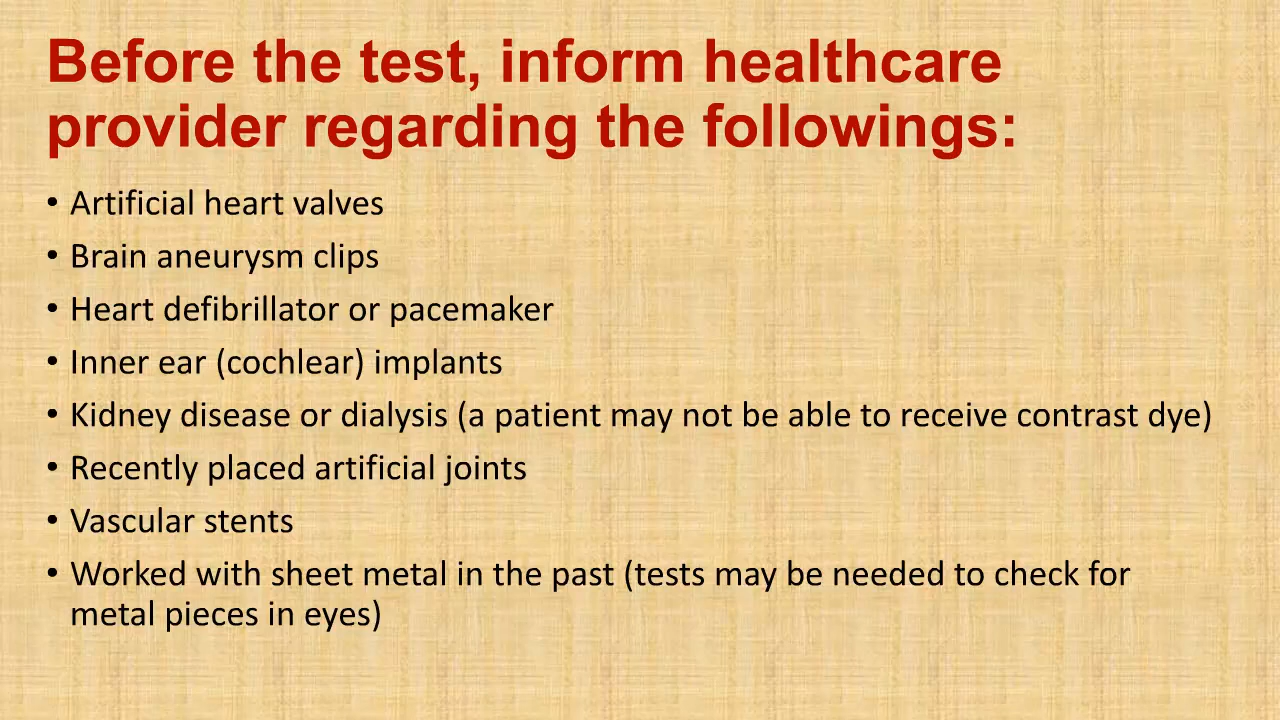 Before the test, inform healthcare
provider regarding the followings:
• Artificial heart valves
• Brain aneurysm clips
• Heart defibrillator or pacemaker
• Inner ear (cochlear) implants
• Kidney disease or dialysis (a patient may not be able to receive contrast dye)
• Recently placed artificial joints
• Vascular stents
• Worked with sheet metal in the past (tests may be needed to check for
metal pieces in eyes)